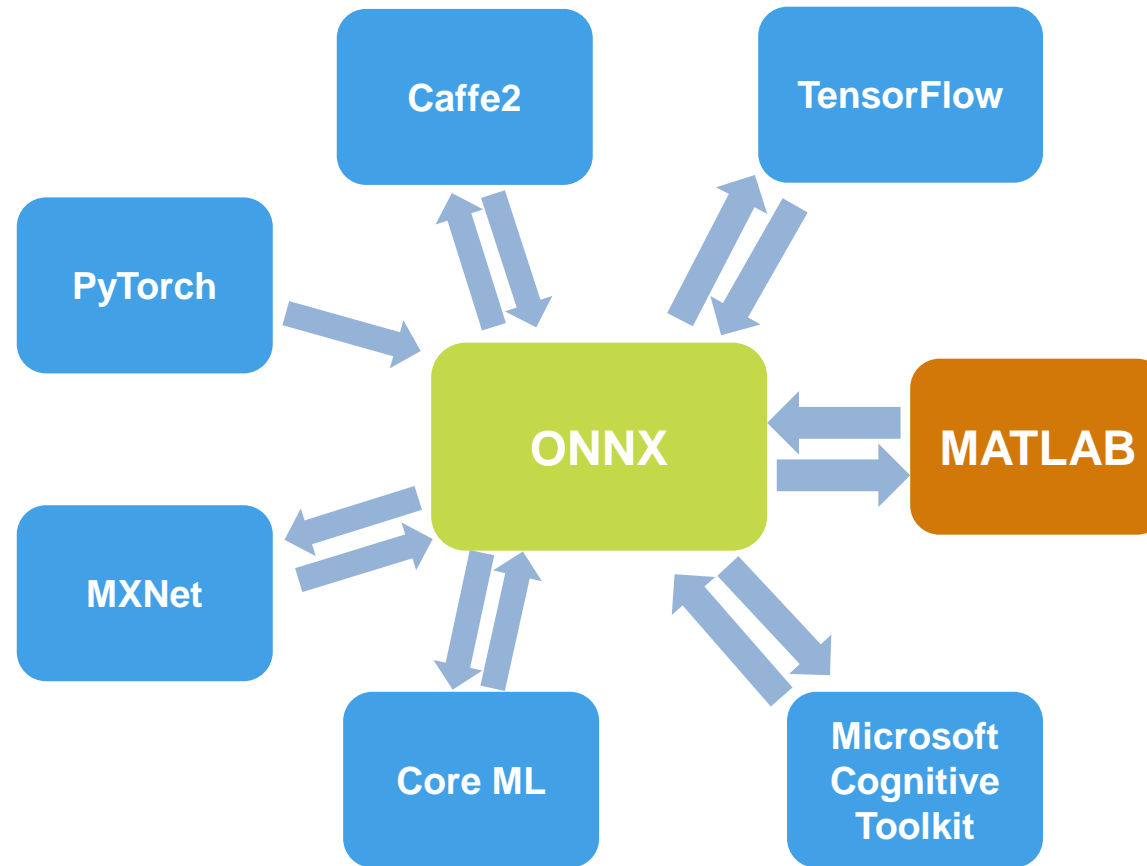 Caffe2
TensorFlow
PyTorch
ONNX
MATLAB
MXNet
Core ML
Microsoft
Cognitive
Toolkit